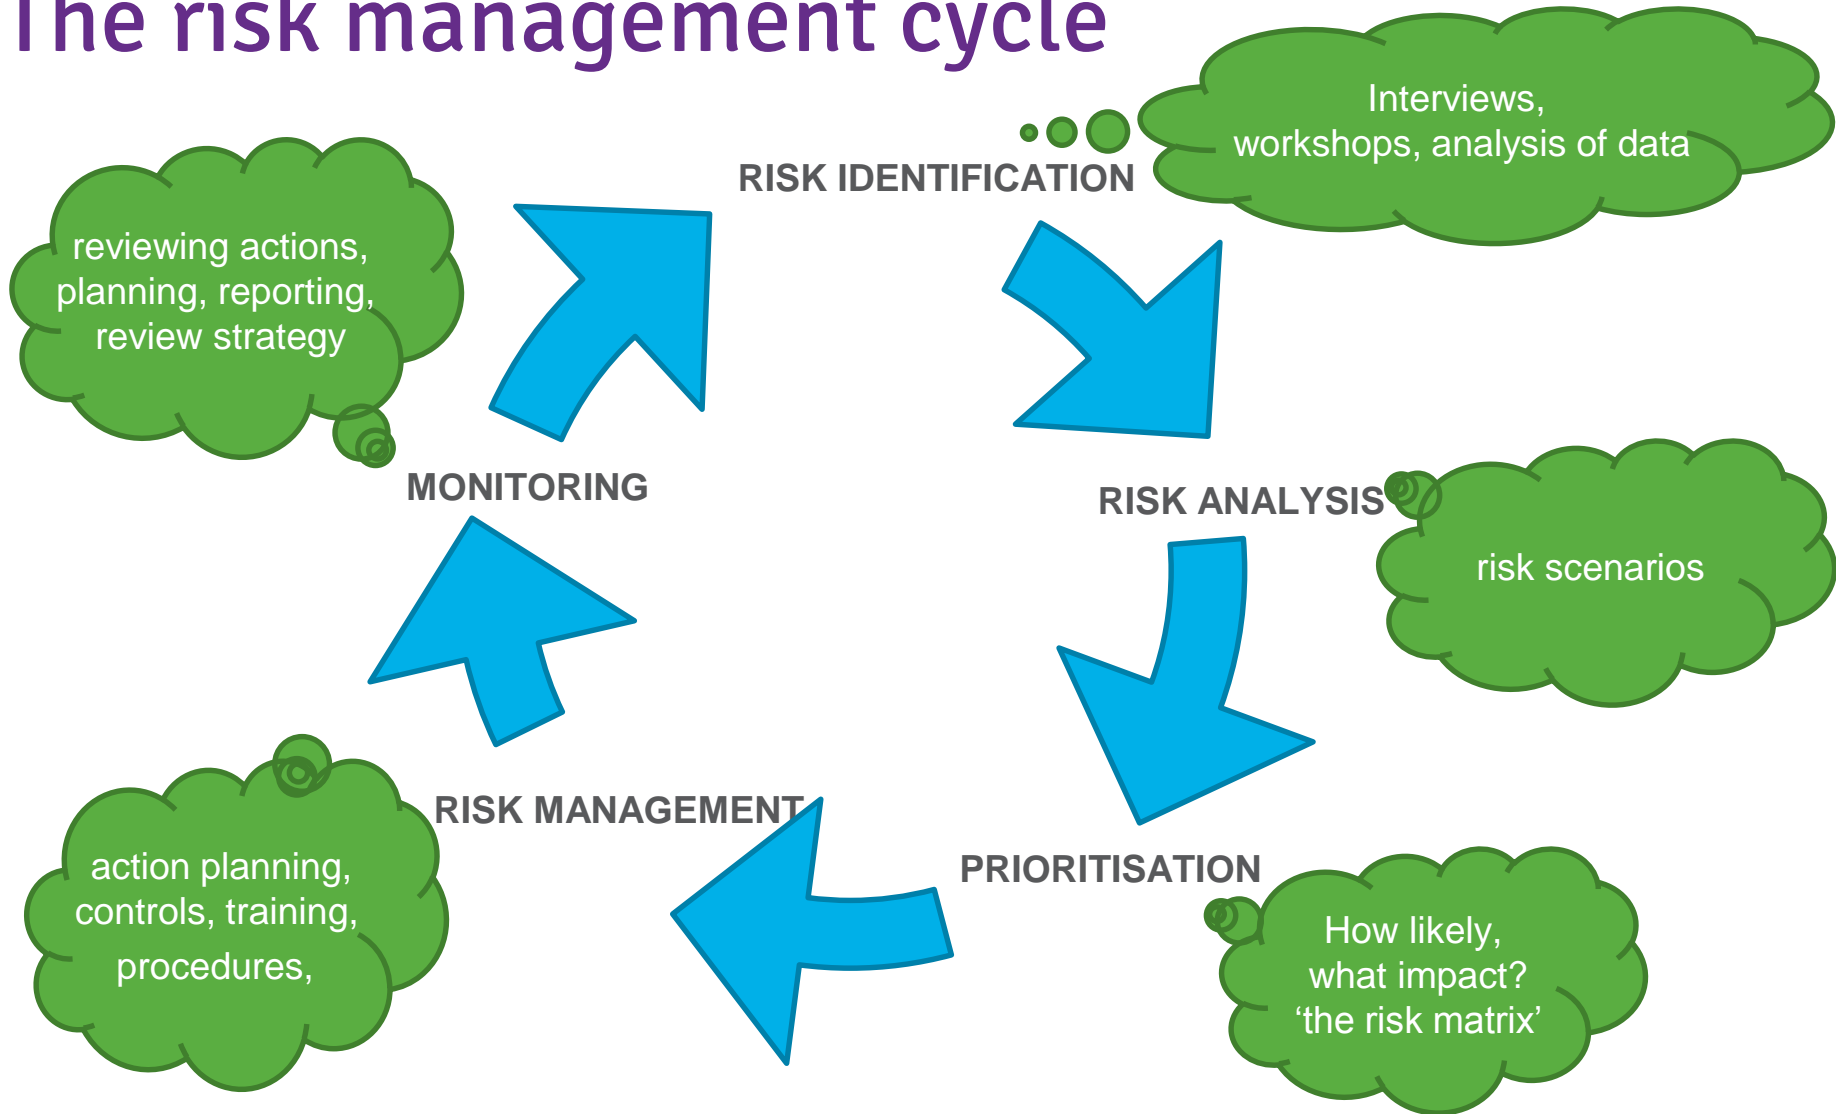 The risk management cycle
Interviews,
workshops, analysis of data
RISK IDENTIFICATION
reviewing actions,
planning, reporting,
review strategy
MONITORING
RISK ANALYSIS
risk scenarios
RISK MANAGEMENT
action planning,
controls, training,
procedures,
PRIORITISATION
How likely,
what impact?
‘the risk matrix’